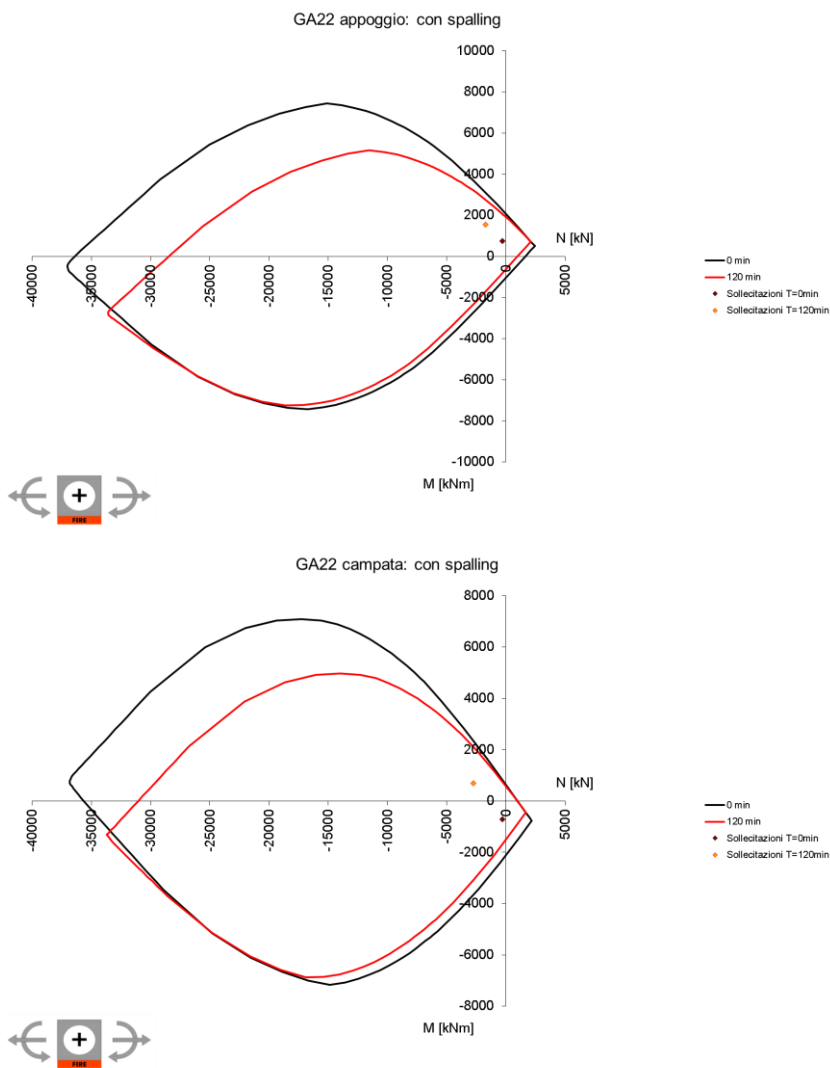 GA22 appoggio: con spalling
10000
8000
6000
4000
2000
0
-2000
-4000
-6000
-8000
-10000
-40000
-35000
-30000
-25000
-20000
-15000
-10000
-5000
0
5000
N [kN]
M [kNm]
0 min
120 min
Sollecitazioni T=0min
Sollecitazioni T=120min
+
FIRE
GA22 campata: con spalling
8000
6000
4000
2000
0
-2000
-4000
-6000
-8000
-40000
-35000
-30000
-25000
-20000
-15000
-10000
-5000
0
5000
N [kN]
M [kNm]
0 min
120 min
Sollecitazioni T=0min
Sollecitazioni T=120min
+
FIRE